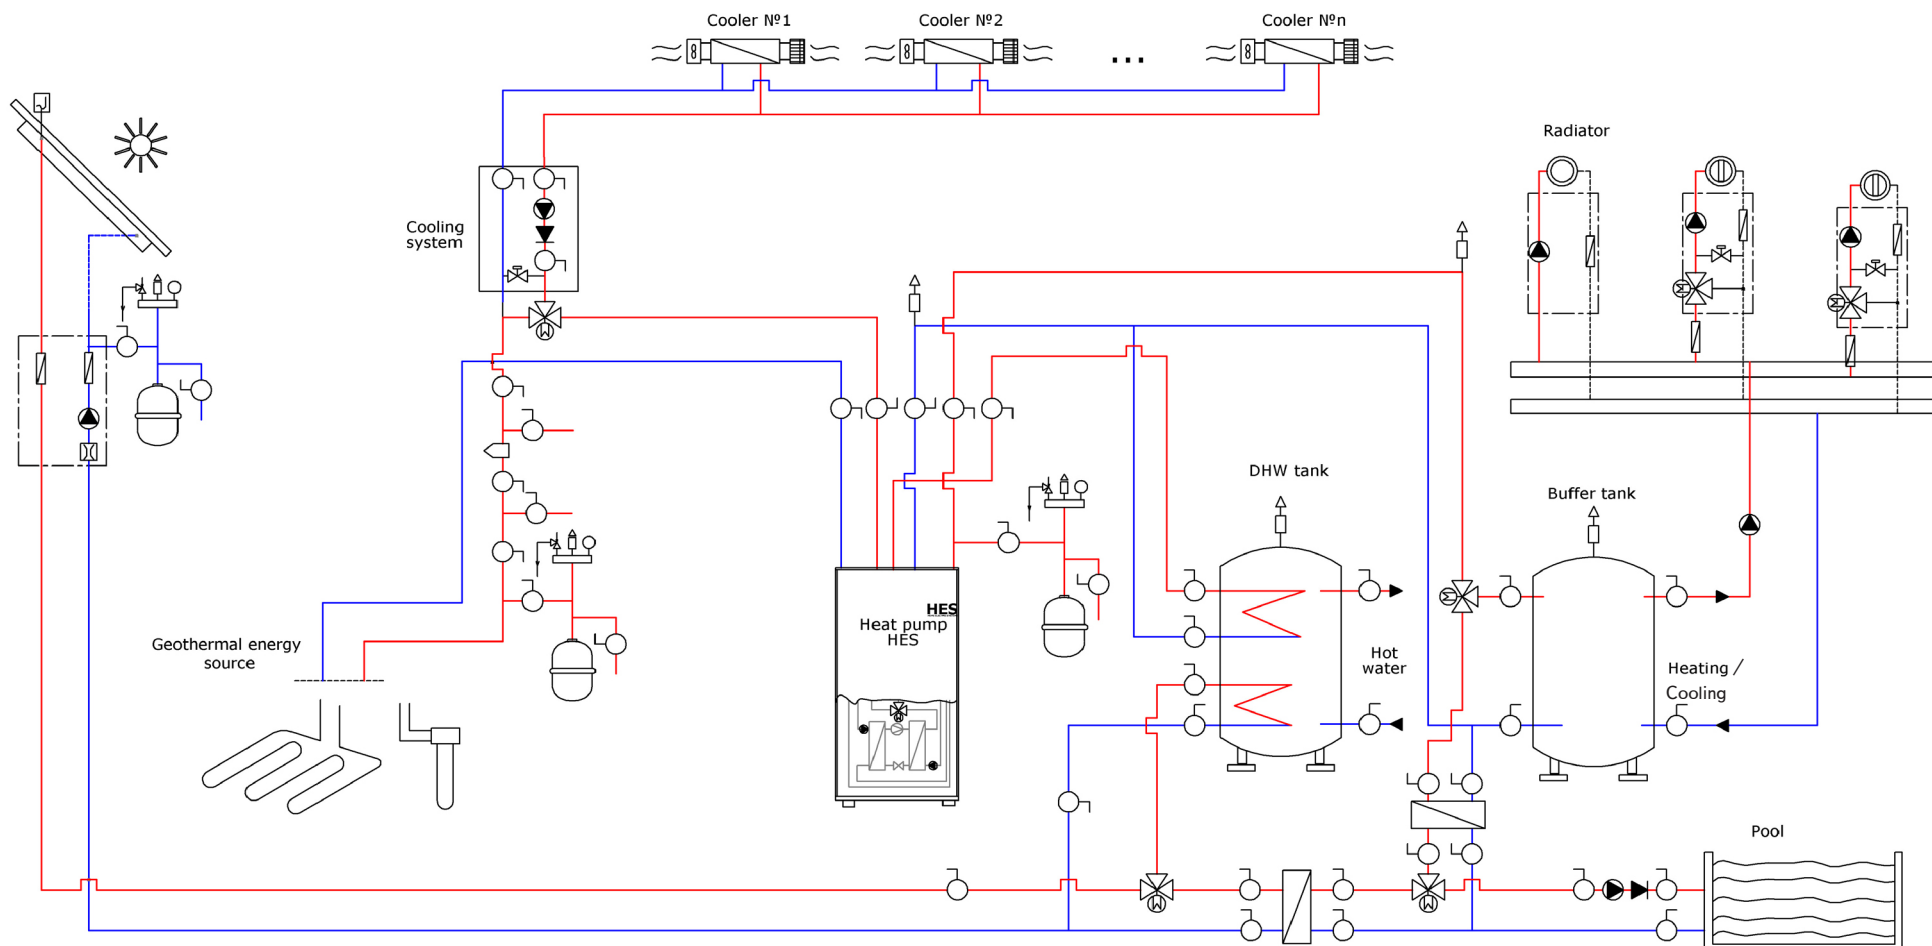 Cooler №1
Cooler №2
Cooler №n
...
Radiator
Cooling
system
DHW tank
Buffer tank
HES
Heat pump
HES
Geothermal energy
source
Hot
water
Heating /
Cooling
Pool